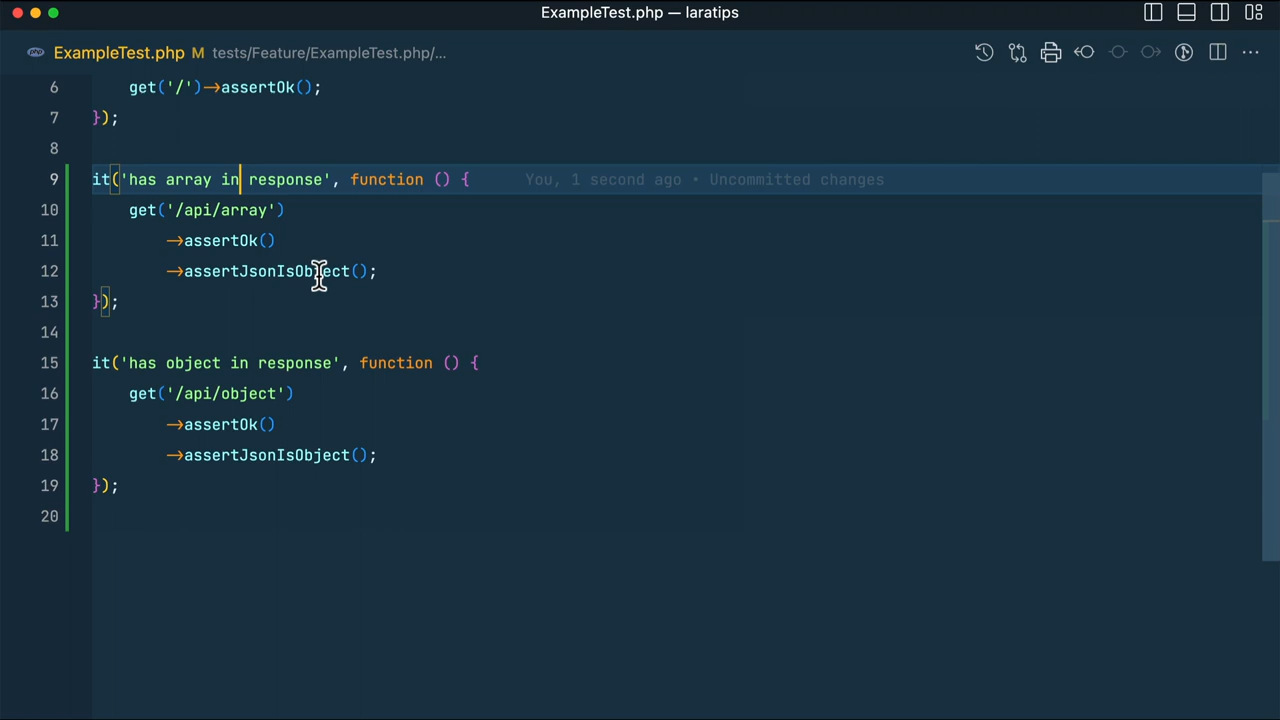 ExampleTest.php — laratips
php ExampleTest.php M tests/Feature/ExampleTest.php/...
6 get('/')->assertOk();
7 });
8
9 it('has array in response', function () { You, 1 second ago • Uncommitted changes
10 get('/api/array')
11 ->assertOk()
12 ->assertJsonIsObject();
13 });
14
15 it('has object in response', function () {
16 get('/api/object')
17 ->assertOk()
18 ->assertJsonIsObject();
19 });
20